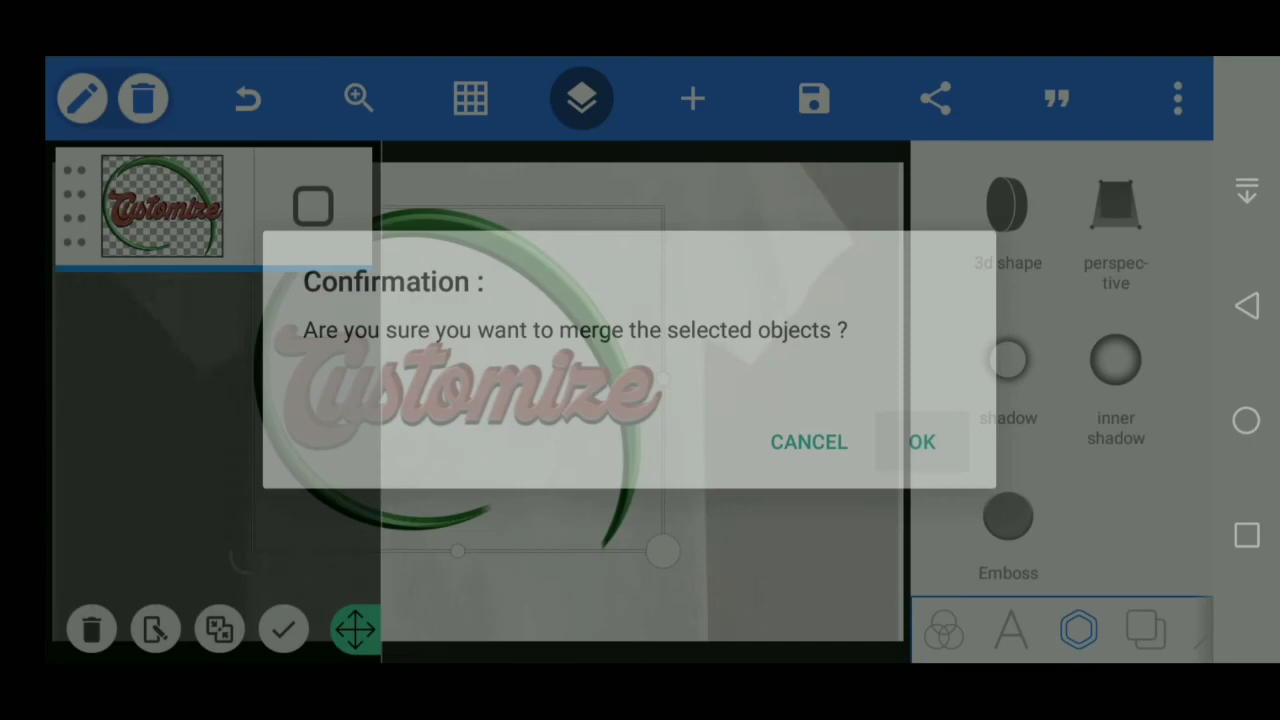 Customize
3d shape
perspec-
tive
Confirmation :
Are you sure you want to merge the selected objects ?
Customize
CANCEL
OK
shadow
inner
shadow
Emboss